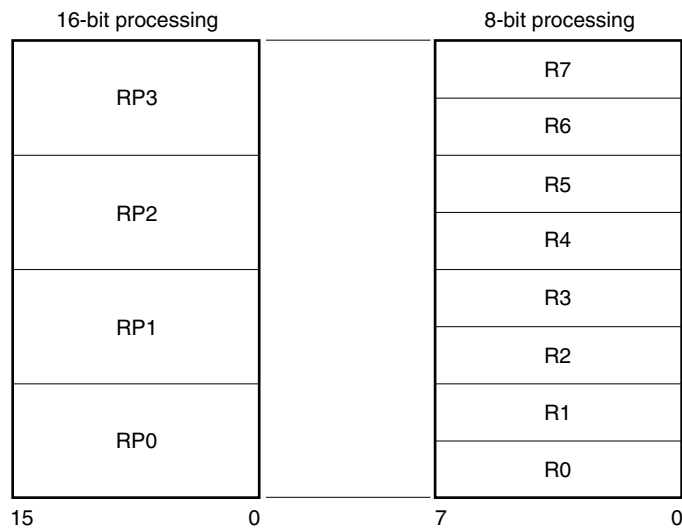 16-bit processing
8-bit processing
RP3
RP2
RP1
RP0
R7
R6
R5
R4
R3
R2
R1
R0
15 0
7 0